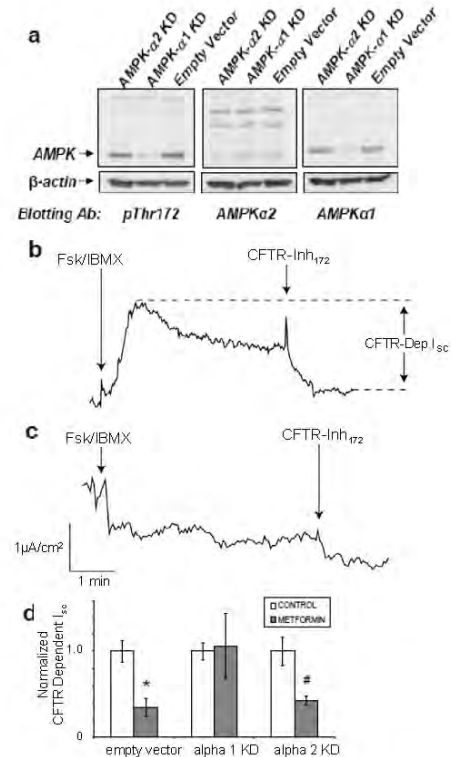 a
AMPK-α2 KD
AMPK-α1 KD
Empty Vector
AMPK-α2 KD
AMPK-α1 KD
Empty Vector
AMPK-α2 KD
AMPK-α1 KD
Empty Vector
AMPK
β-actin
Blotting Ab: pThr172 AMPKα2 AMPKα1
b
Fsk/IBMX
CFTR-Inh172
CFTR-Dep Isc
c
Fsk/IBMX
CFTR-Inh172
1µA/cm²
1 min
d
Normalized
CFTR Dependent Isc
1.0
0
CONTROL
METFORMIN
*
#
empty vector alpha 1 KD alpha 2 KD